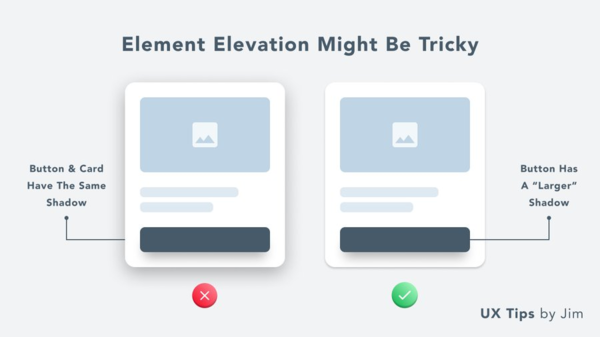 Element Elevation Might Be Tricky
Button & Card
Have The Same
Shadow
Button Has
A “Larger”
Shadow
UX Tips by Jim